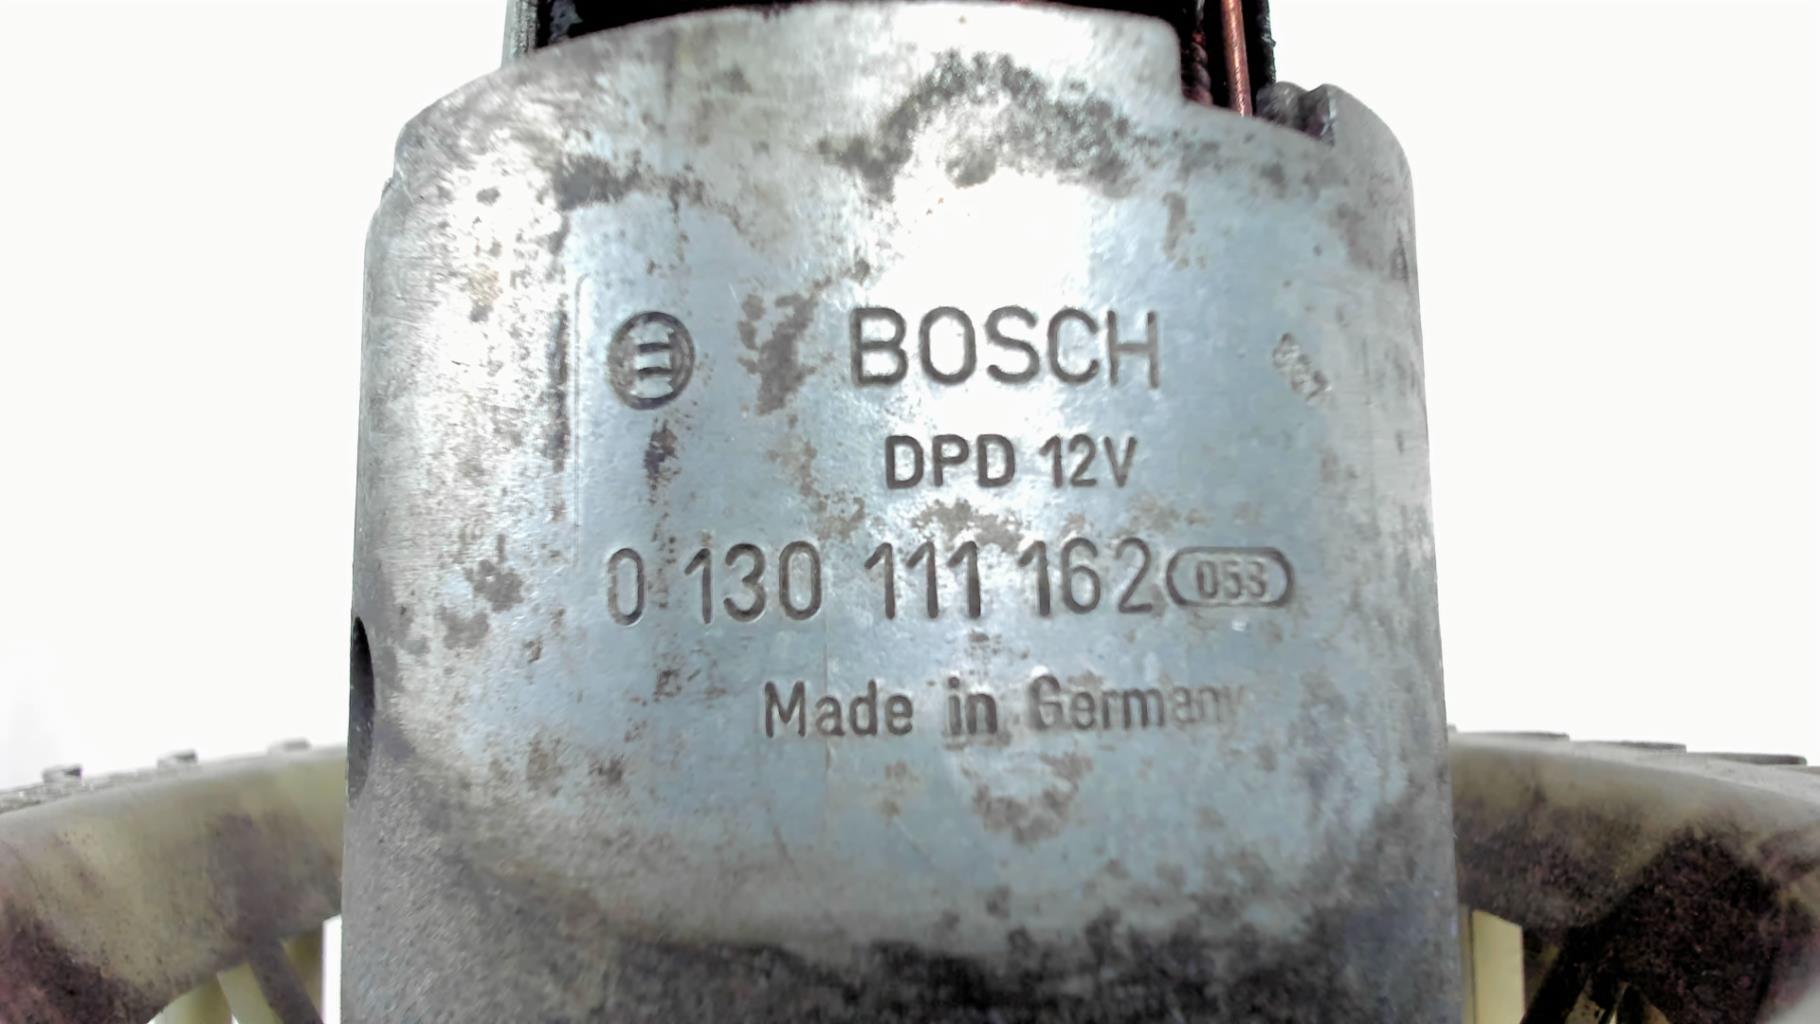 BOSCH
DPD 12V
0 130 111 162 053
Made in Germany